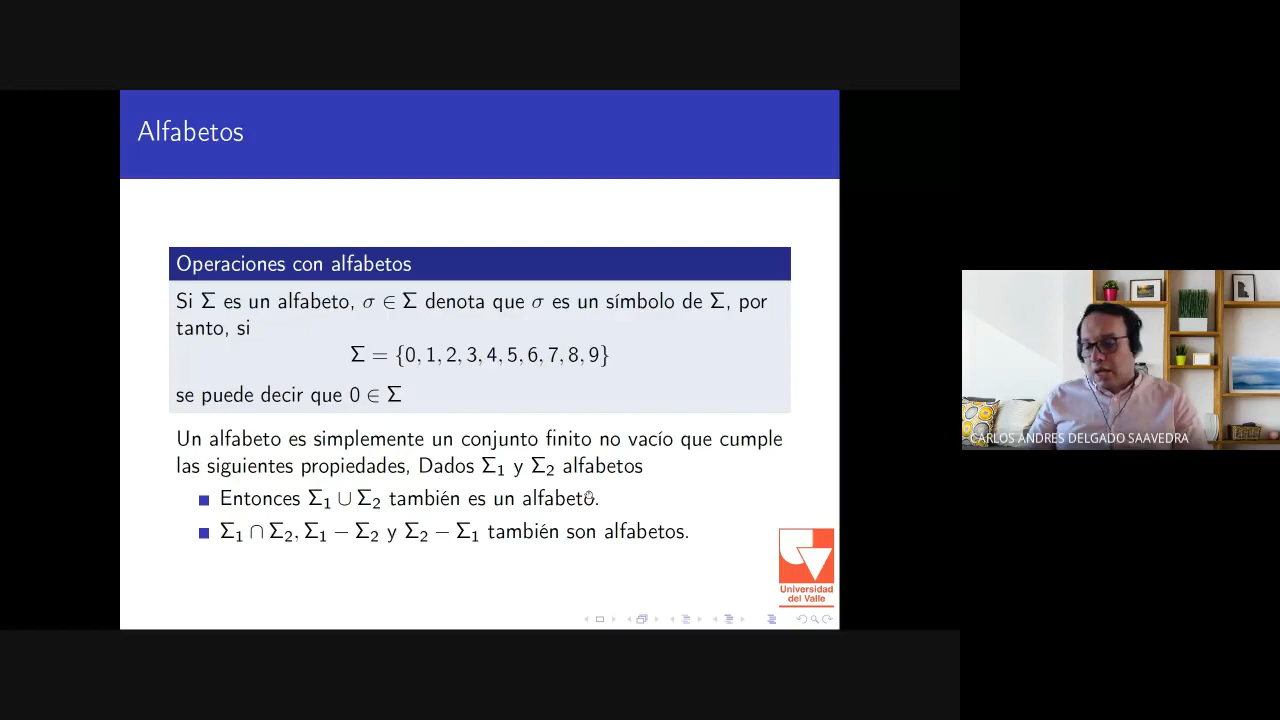 Alfabetos
Operaciones con alfabetos
Si Σ es un alfabeto, σ ∈ Σ denota que σ es un símbolo de Σ, por
tanto, si
Σ = {0, 1, 2, 3, 4, 5, 6, 7, 8, 9}
se puede decir que 0 ∈ Σ
Un alfabeto es simplemente un conjunto finito no vacío que cumple
las siguientes propiedades, Dados Σ₁ y Σ₂ alfabetos
Entonces Σ₁ ∪ Σ₂ también es un alfabeto.
Σ₁ ∩ Σ₂, Σ₁ − Σ₂ y Σ₂ − Σ₁ también son alfabetos.
Universidad
del Valle
CARLOS ANDRES DELGADO SAAVEDRA